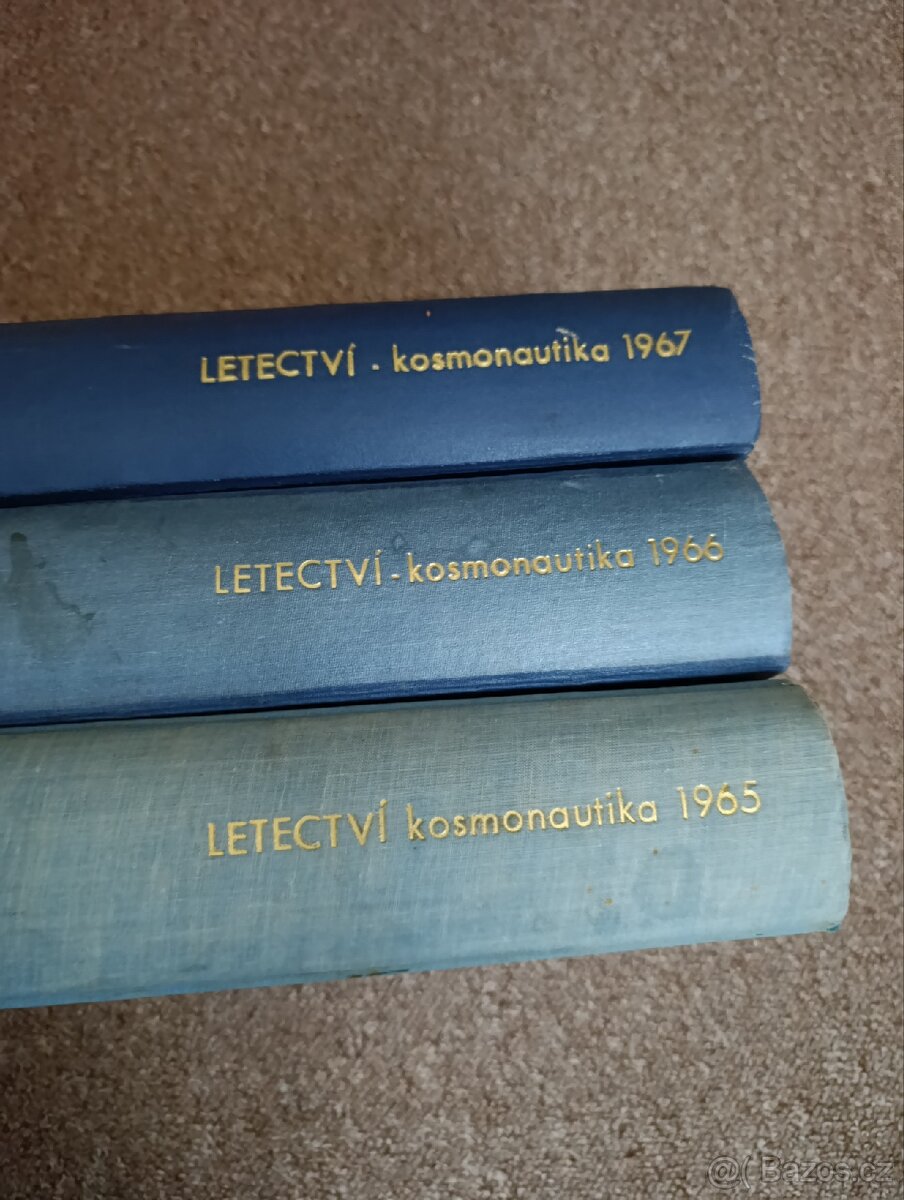 LETECTVÍ - kosmonautika 1967
LETECTVÍ - kosmonautika 1966
LETECTVÍ kosmonautika 1965
@( Bazos.cz